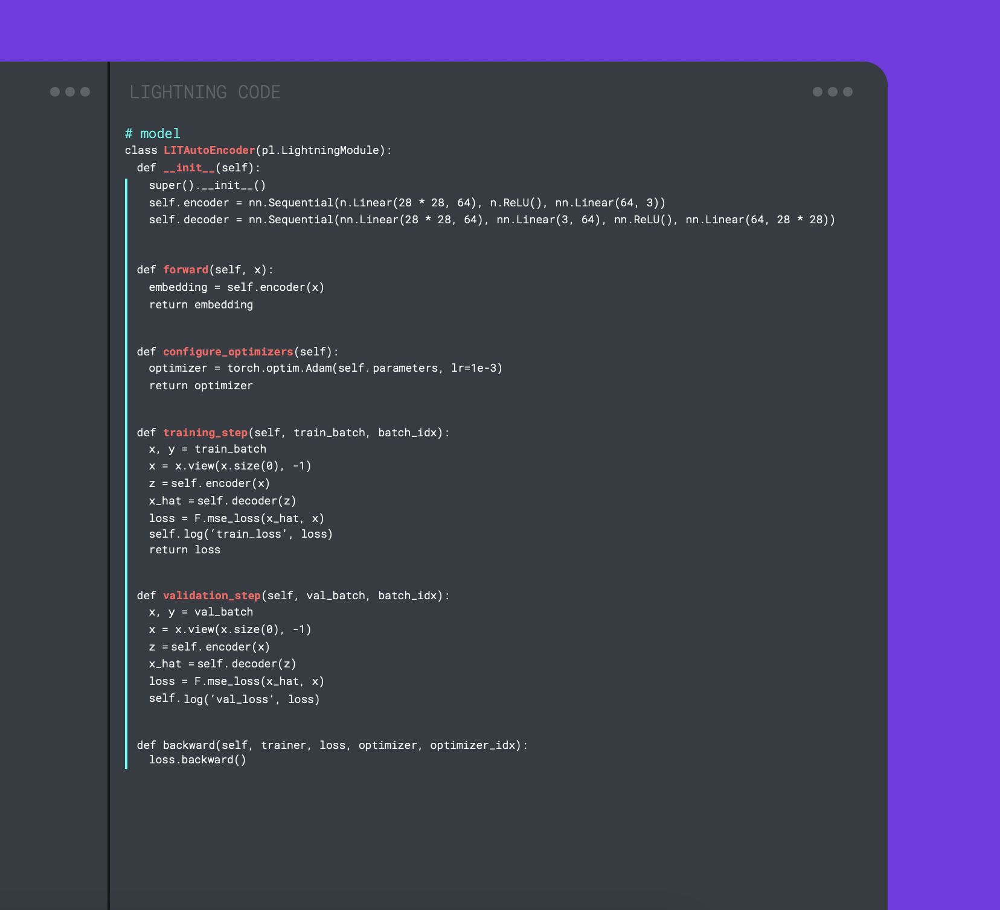 LIGHTNING CODE
# model
class LITAutoEncoder(pl.LightningModule):
def __init__(self):
super().__init__()
self.encoder = nn.Sequential(n.Linear(28 * 28, 64), n.ReLU(), nn.Linear(64, 3))
self.decoder = nn.Sequential(nn.Linear(28 * 28, 64), nn.Linear(3, 64), nn.ReLU(), nn.Linear(64, 28 * 28))
def forward(self, x):
embedding = self.encoder(x)
return embedding
def configure_optimizers(self):
optimizer = torch.optim.Adam(self.parameters, lr=1e-3)
return optimizer
def training_step(self, train_batch, batch_idx):
x, y = train_batch
x = x.view(x.size(0), -1)
z =self.encoder(x)
x_hat =self.decoder(z)
loss = F.mse_loss(x_hat, x)
self.log(‘train_loss’, loss)
return loss
def validation_step(self, val_batch, batch_idx):
x, y = val_batch
x = x.view(x.size(0), -1)
z =self.encoder(x)
x_hat =self.decoder(z)
loss = F.mse_loss(x_hat, x)
self.log(‘val_loss’, loss)
def backward(self, trainer, loss, optimizer, optimizer_idx):
loss.backward()